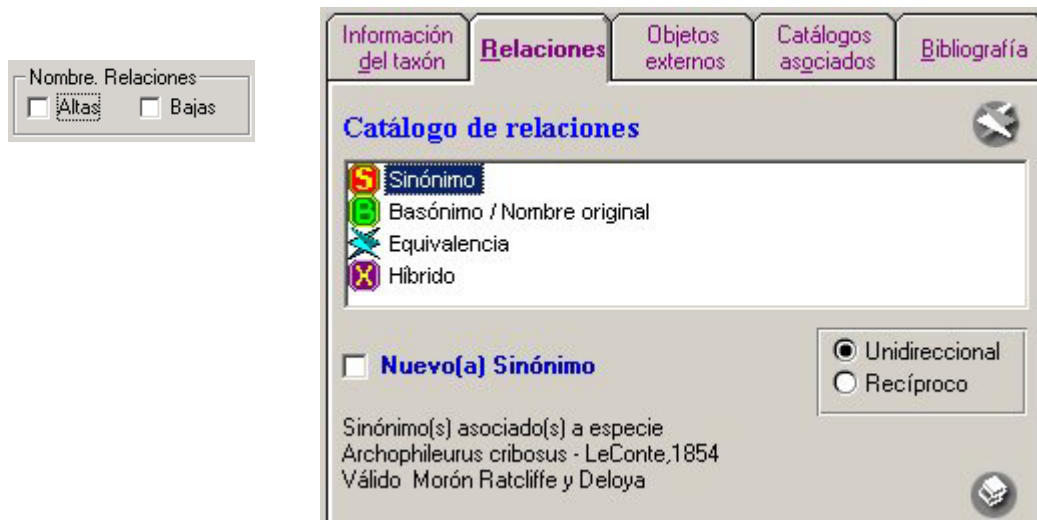 Nombre. Relaciones
Altas Bajas
Información del taxón
Relaciones
Objetos externos
Catálogos asociados
Bibliografía
Catálogo de relaciones
S Sinónimo
B Basónimo / Nombre original
Equivalencia
X Híbrido
Nuevo(a) Sinónimo
Unidireccional
Recíproco
Sinónimo(s) asociado(s) a especie
Archophileurus cribosus - LeConte,1854
Válido Morón Ratcliffe y Deloya